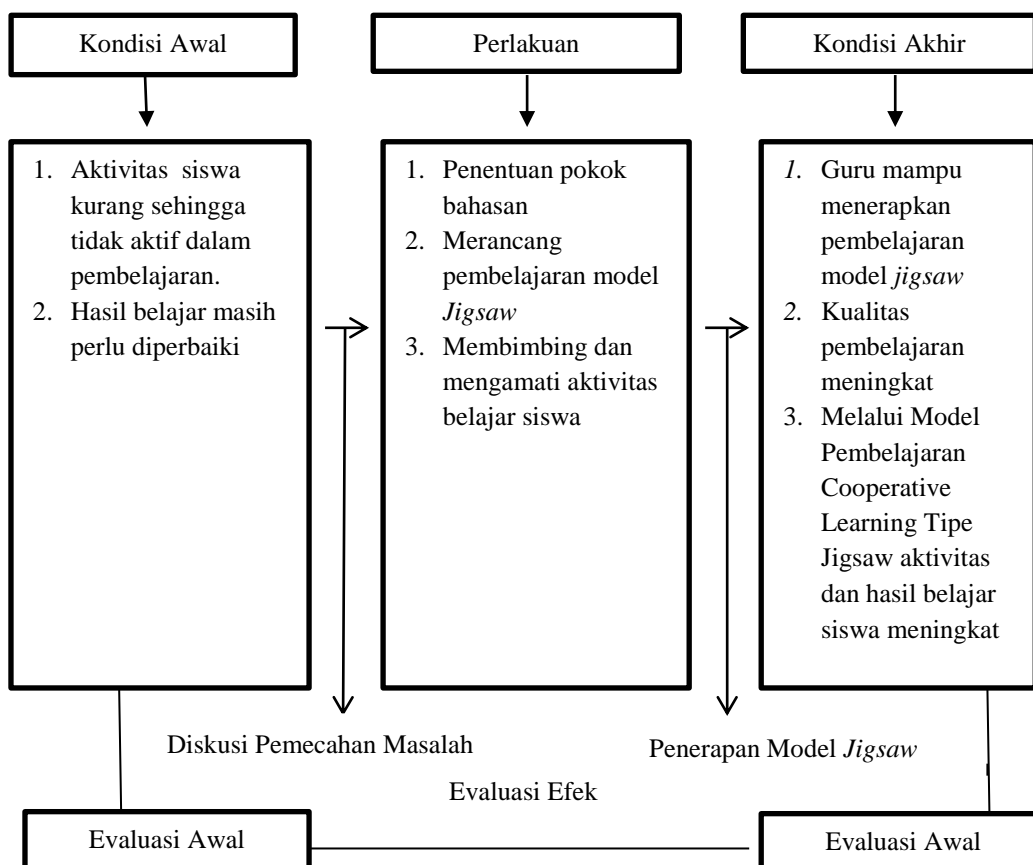 Kondisi Awal
Perlakuan
Kondisi Akhir
1. Aktivitas siswa
kurang sehingga
tidak aktif dalam
pembelajaran.
2. Hasil belajar masih
perlu diperbaiki
1. Penentuan pokok
bahasan
2. Merancang
pembelajaran model
Jigsaw
3. Membimbing dan
mengamati aktivitas
belajar siswa
1. Guru mampu
menerapkan
pembelajaran
model jigsaw
2. Kualitas
pembelajaran
meningkat
3. Melalui Model
Pembelajaran
Cooperative
Learning Tipe
Jigsaw aktivitas
dan hasil belajar
siswa meningkat
Diskusi Pemecahan Masalah
Penerapan Model Jigsaw
Evaluasi Efek
Evaluasi Awal
Evaluasi Awal